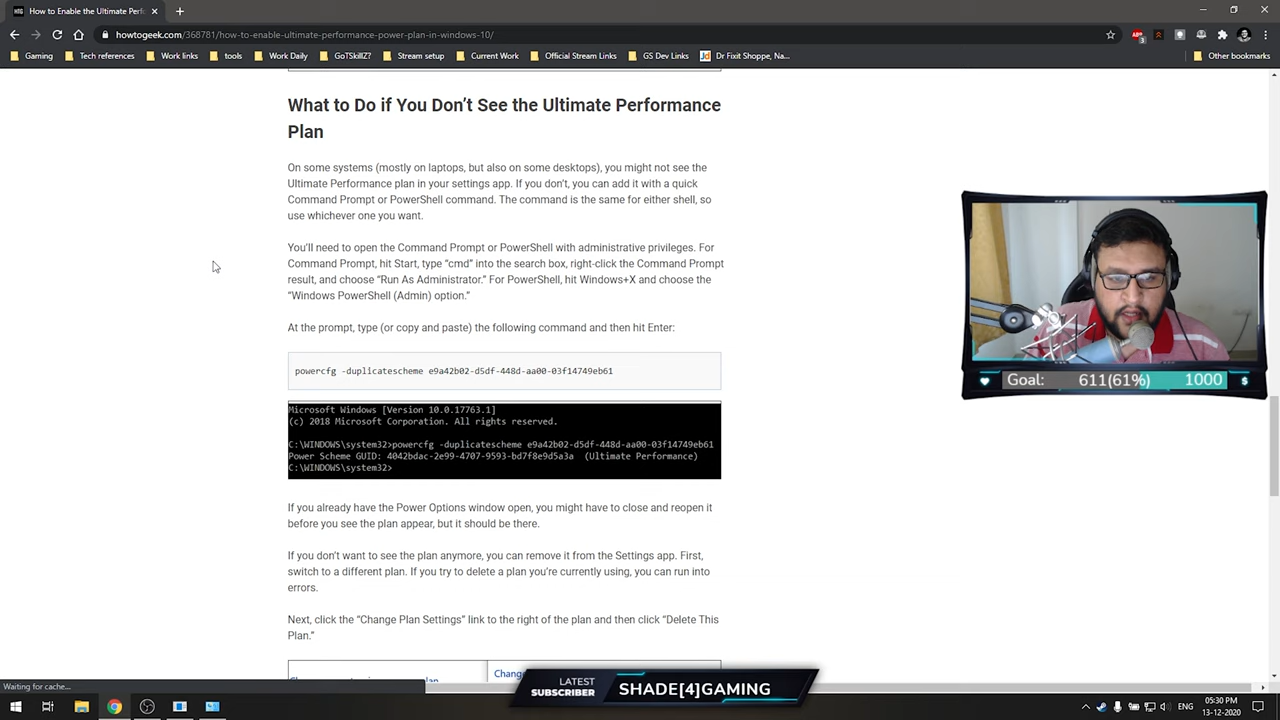 How to Enable the Ultimate Perf
howtogeek.com/368781/how-to-enable-ultimate-performance-power-plan-in-windows-10/
Gaming
Tech references
Work links
tools
Work Daily
GoTSkillZ?
Stream setup
Current Work
Official Stream Links
GS Dev Links
Dr Fixit Shoppe, Na...
Other bookmarks
What to Do if You Don’t See the Ultimate Performance
Plan
On some systems (mostly on laptops, but also on some desktops), you might not see the
Ultimate Performance plan in your settings app. If you don’t, you can add it with a quick
Command Prompt or PowerShell command. The command is the same for either shell, so
use whichever one you want.
You’ll need to open the Command Prompt or PowerShell with administrative privileges. For
Command Prompt, hit Start, type “cmd” into the search box, right-click the Command Prompt
result, and choose “Run As Administrator.” For PowerShell, hit Windows+X and choose the
“Windows PowerShell (Admin) option.”
At the prompt, type (or copy and paste) the following command and then hit Enter:
powercfg -duplicatescheme e9a42b02-d5df-448d-aa00-03f14749eb61
Microsoft Windows [Version 10.0.17763.1]
(c) 2018 Microsoft Corporation. All rights reserved.
C:\WINDOWS\system32>powercfg -duplicatescheme e9a42b02-d5df-448d-aa00-03f14749eb61
Power Scheme GUID: 4042bdac-2e99-4707-9593-bd7f8e9d5a3a (Ultimate Performance)
C:\WINDOWS\system32>
If you already have the Power Options window open, you might have to close and reopen it
before you see the plan appear, but it should be there.
If you don’t want to see the plan anymore, you can remove it from the Settings app. First,
switch to a different plan. If you try to delete a plan you’re currently using, you can run into
errors.
Next, click the “Change Plan Settings” link to the right of the plan and then click “Delete This
Plan.”
Goal: 611(61%) 1000 $
LATEST
SUBSCRIBER
SHADE[4]GAMING
Waiting for cache...
ENG
05:30 PM
13-12-2020